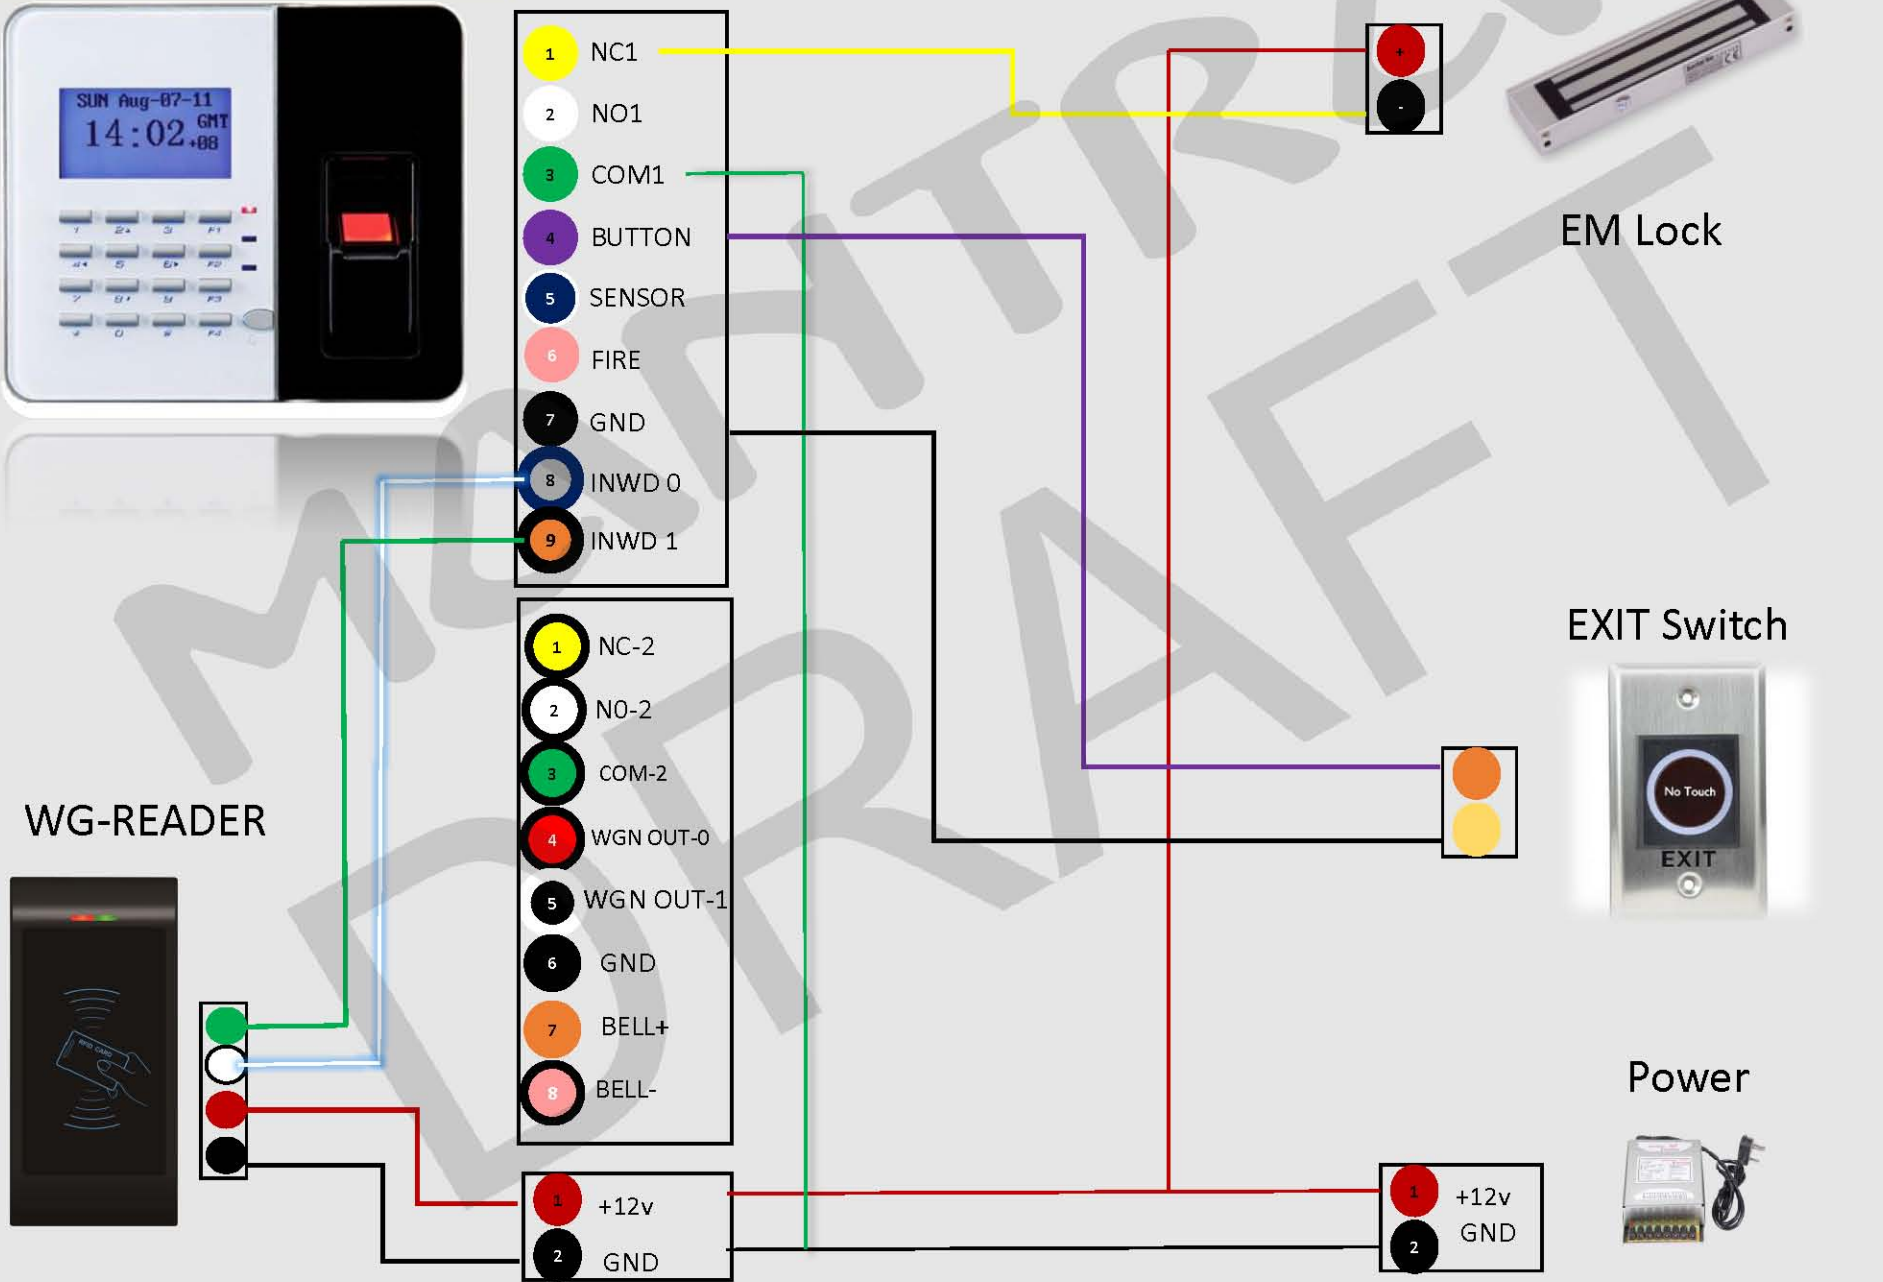 SUN Aug-07-11
14:02 GMT +08
1 NC1
2 NO1
3 COM1
4 BUTTON
5 SENSOR
6 FIRE
7 GND
8 INWD 0
9 INWD 1
1 NC-2
2 N0-2
3 COM-2
4 WGN OUT-0
5 WGN OUT-1
6 GND
7 BELL+
8 BELL-
1 +12v
2 GND
+
-
EM Lock
EXIT Switch
No Touch
EXIT
WG-READER
RFID CARD
Power
1 +12v
2 GND
DRAFT